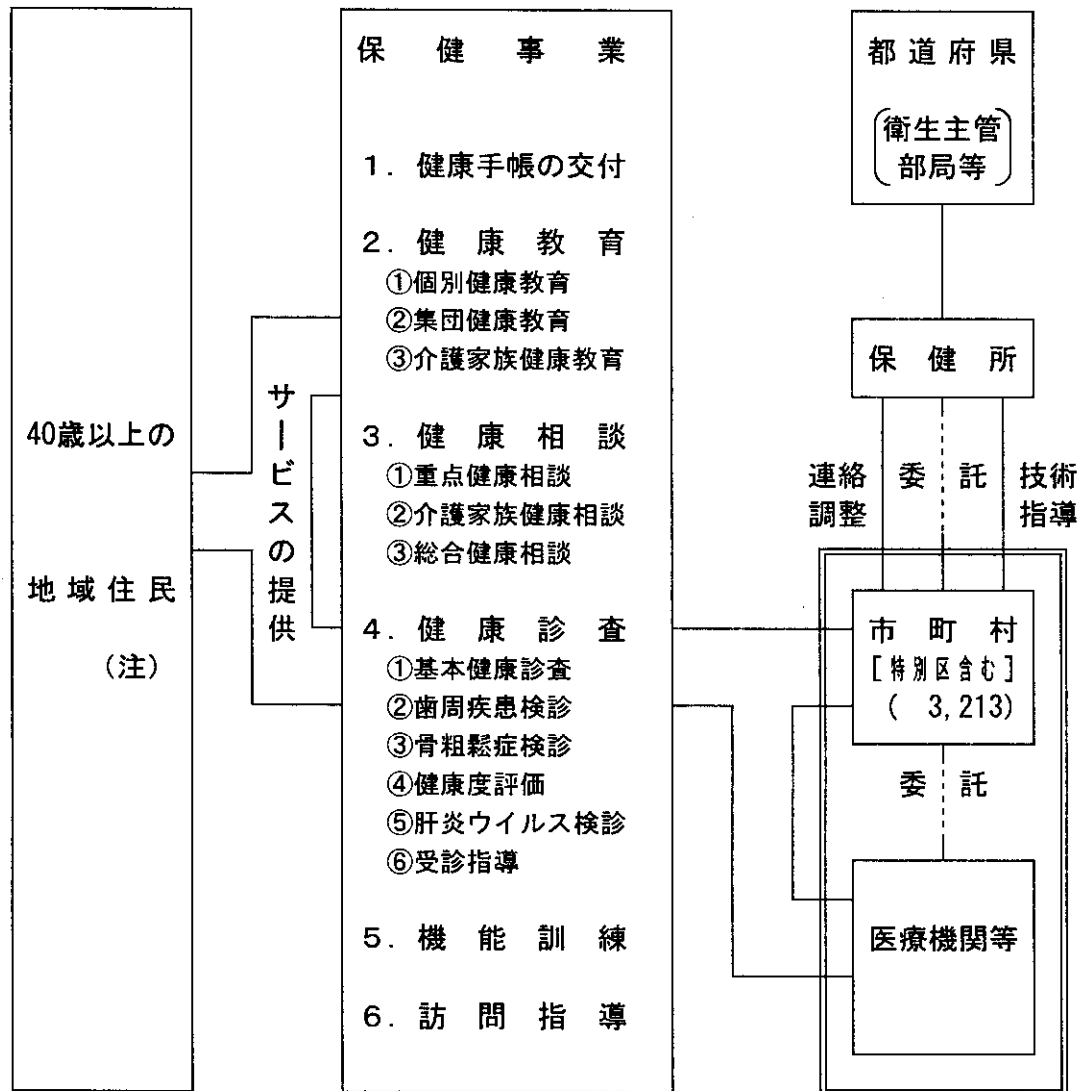 40歳以上の
地域住民
（注）
サービスの提供
保健事業
1．健康手帳の交付
2．健康教育
①個別健康教育
②集団健康教育
③介護家族健康教育
3．健康相談
①重点健康相談
②介護家族健康相談
③総合健康相談
4．健康診査
①基本健康診査
②歯周疾患検診
③骨粗鬆症検診
④健康度評価
⑤肝炎ウイルス検診
⑥受診指導
5．機能訓練
6．訪問指導
都道府県
衛生主管
部局等
保健所
連絡
調整
委託
技術
指導
市町村
［特別区含む］
（ 3,213）
委託
医療機関等